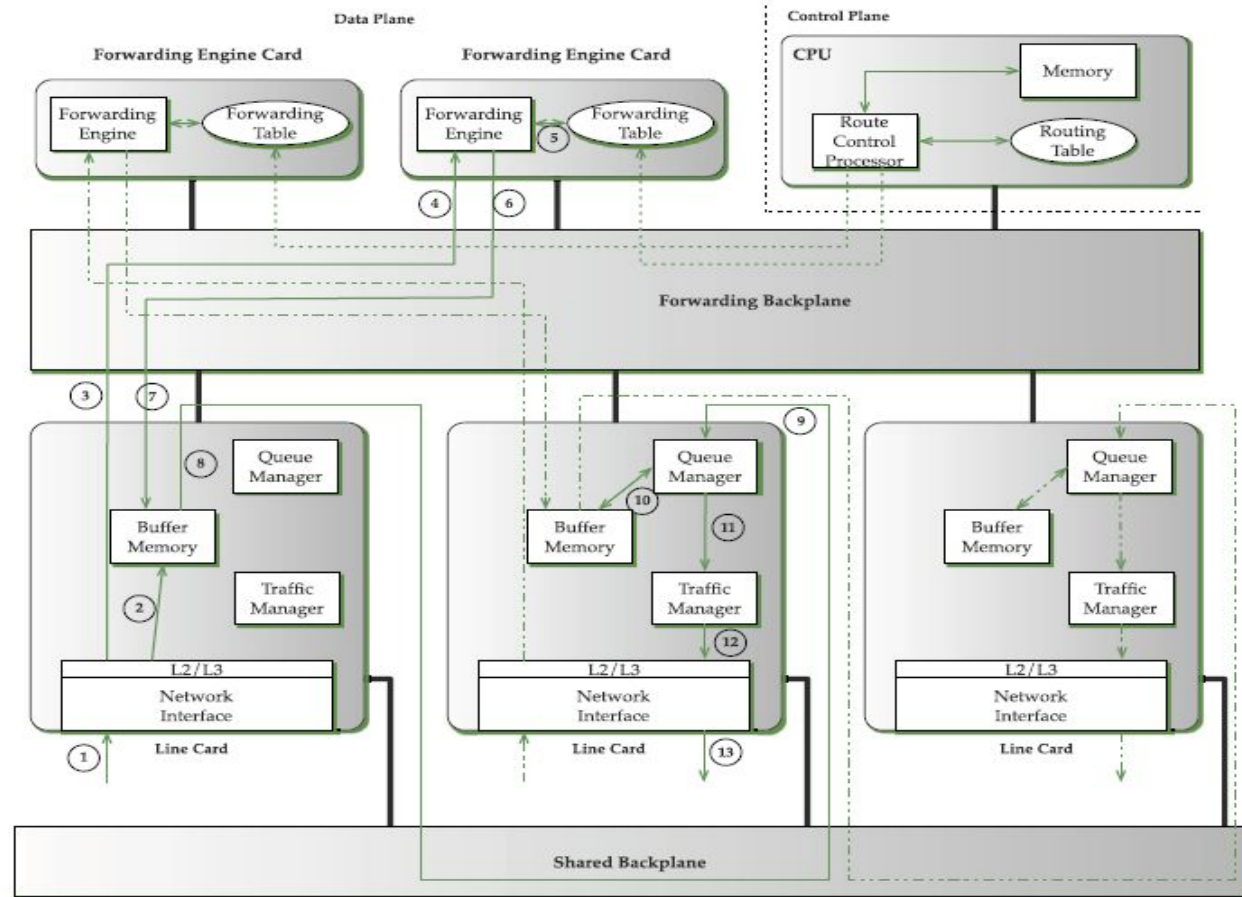 Data Plane
Control Plane
Forwarding Engine Card
Forwarding Engine Card
CPU
Forwarding
Engine
Forwarding
Table
Forwarding
Engine
5
Forwarding
Table
Memory
Route
Control
Processor
Routing
Table
4
6
Forwarding Backplane
3
7
8
Queue
Manager
Buffer
Memory
2
Traffic
Manager
L2/L3
Network
Interface
1
Line Card
9
Queue
Manager
10
Buffer
Memory
11
Traffic
Manager
12
L2/L3
Network
Interface
Line Card
13
Queue
Manager
Buffer
Memory
Traffic
Manager
L2/L3
Network
Interface
Line Card
Shared Backplane